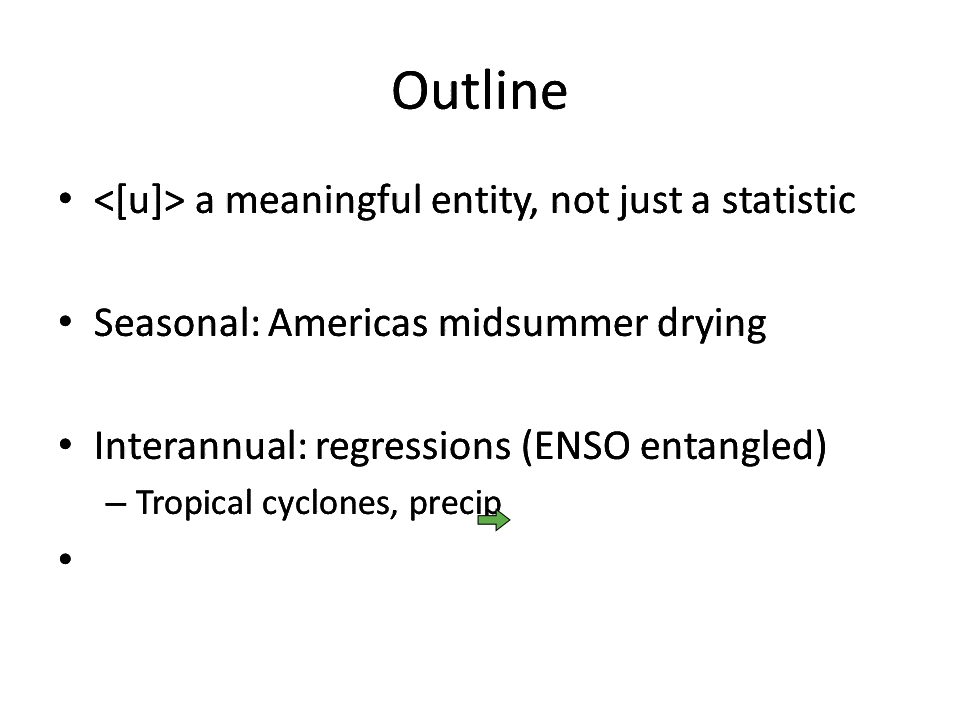 Outline
• <[u]> a meaningful entity, not just a statistic
• Seasonal: Americas midsummer drying
• Interannual: regressions (ENSO entangled)
– Tropical cyclones, precip
•